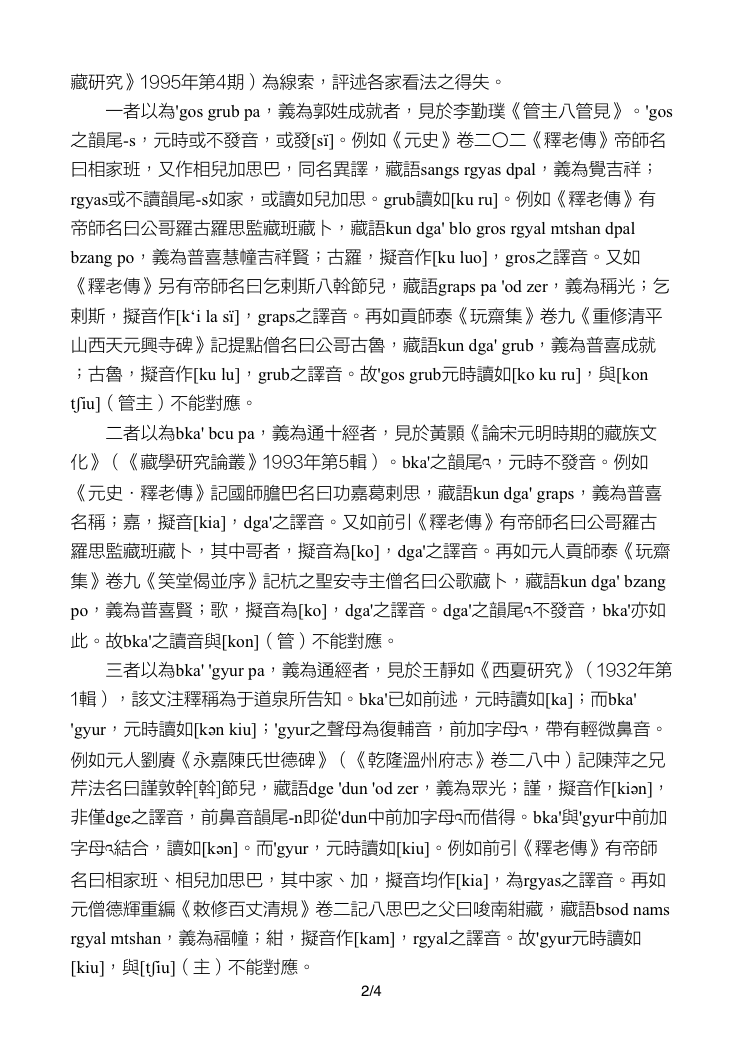 藏研究》1995年第4期）為線索，評述各家看法之得失。
一者以為'gos grub pa，義為郭姓成就者，見於李勤璞《管主八管見》。'gos
之韻尾-s，元時或不發音，或發[sï]。例如《元史》卷二〇二《釋老傳》帝師名
曰相家班，又作相兒加思巴，同名異譯，藏語sangs rgyas dpal，義為覺吉祥；
rgyas或不讀韻尾-s如家，或讀如兒加思。grub讀如[ku ru]。例如《釋老傳》有
帝師名曰公哥羅古羅思監藏班藏卜，藏語kun dga' blo gros rgyal mtshan dpal
bzang po，義為普喜慧幢吉祥賢；古羅，擬音作[ku luo]，gros之譯音。又如
《釋老傳》另有帝師名曰乞剌斯八斡節兒，藏語graps pa 'od zer，義為稱光；乞
剌斯，擬音作[k‘i la sï]，graps之譯音。再如貢師泰《玩齋集》卷九《重修清平
山西天元興寺碑》記提點僧名曰公哥古魯，藏語kun dga' grub，義為普喜成就
；古魯，擬音作[ku lu]，grub之譯音。故'gos grub元時讀如[ko ku ru]，與[kon
tʃiu]（管主）不能對應。
二者以為bka' bcu pa，義為通十經者，見於黃顥《論宋元明時期的藏族文
化》（《藏學研究論叢》1993年第5輯）。bka'之韻尾འ，元時不發音。例如
《元史．釋老傳》記國師膽巴名曰功嘉葛剌思，藏語kun dga' graps，義為普喜
名稱；嘉，擬音[kia]，dga'之譯音。又如前引《釋老傳》有帝師名曰公哥羅古
羅思監藏班藏卜，其中哥者，擬音為[ko]，dga'之譯音。再如元人貢師泰《玩齋
集》卷九《笑堂偈並序》記杭之聖安寺主僧名曰公歌藏卜，藏語kun dga' bzang
po，義為普喜賢；歌，擬音為[ko]，dga'之譯音。dga'之韻尾འ不發音，bka'亦如
此。故bka'之讀音與[kon]（管）不能對應。
三者以為bka' 'gyur pa，義為通經者，見於王靜如《西夏研究》（1932年第
1輯），該文注釋稱為于道泉所告知。bka'已如前述，元時讀如[ka]；而bka'
'gyur，元時讀如[kən kiu]；'gyur之聲母為復輔音，前加字母འ，帶有輕微鼻音。
例如元人劉賡《永嘉陳氏世德碑》（《乾隆溫州府志》卷二八中）記陳萍之兄
芹法名曰謹敦幹[斡]節兒，藏語dge 'dun 'od zer，義為眾光；謹，擬音作[kiən]，
非僅dge之譯音，前鼻音韻尾-n即從'dun中前加字母འ而借得。bka'與'gyur中前加
字母འ結合，讀如[kən]。而'gyur，元時讀如[kiu]。例如前引《釋老傳》有帝師
名曰相家班、相兒加思巴，其中家、加，擬音均作[kia]，為rgyas之譯音。再如
元僧德輝重編《敕修百丈清規》卷二記八思巴之父曰唆南紺藏，藏語bsod nams
rgyal mtshan，義為福幢；紺，擬音作[kam]，rgyal之譯音。故'gyur元時讀如
[kiu]，與[tʃiu]（主）不能對應。
2/4